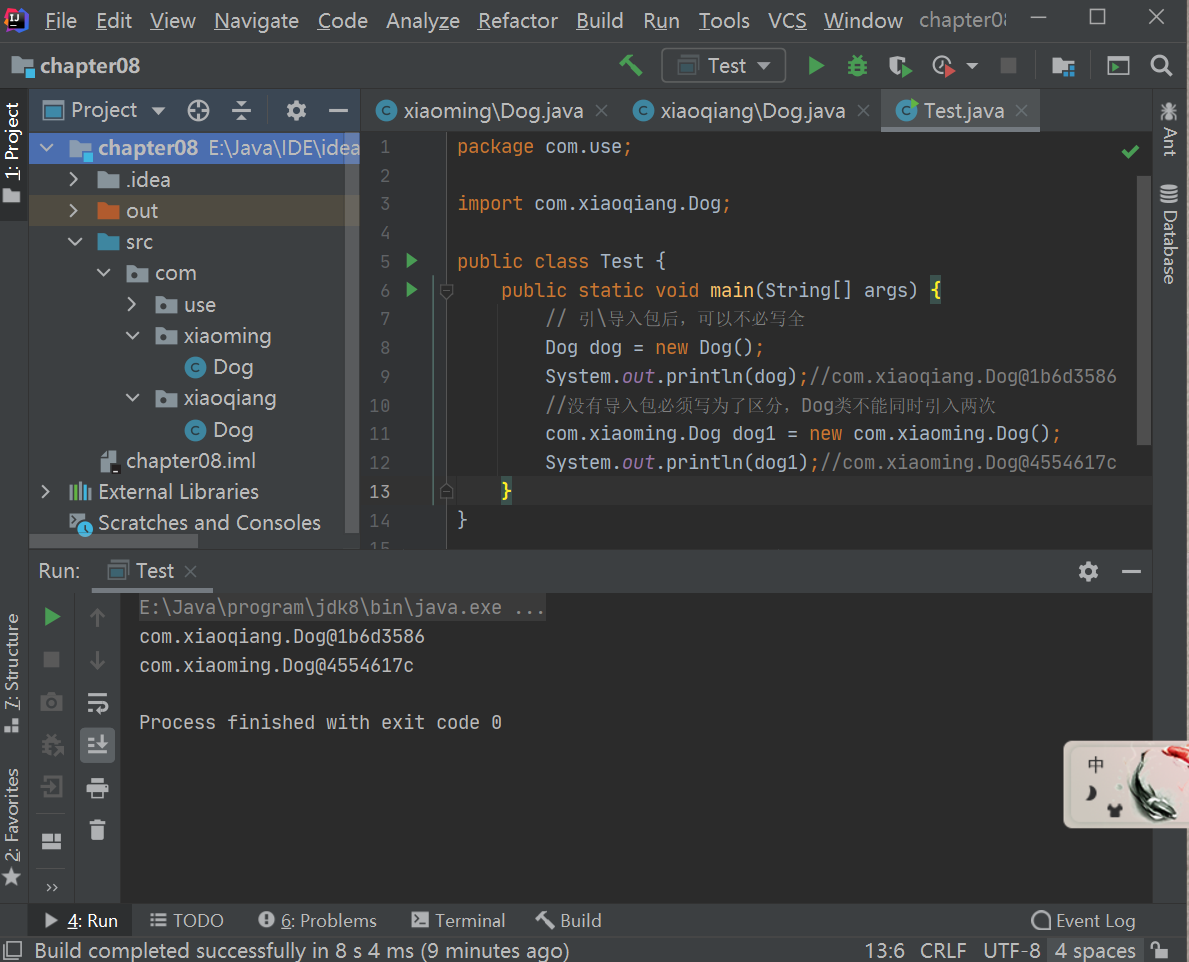 File Edit View Navigate Code Analyze Refactor Build Run Tools VCS Window chapter08
chapter08
Test
1: Project
Project
xiaoming\Dog.java
xiaoqiang\Dog.java
Test.java
Ant
Database
chapter08 E:\Java\IDE\idea
.idea
out
src
com
use
xiaoming
Dog
xiaoqiang
Dog
chapter08.iml
External Libraries
Scratches and Consoles
1 package com.use;
2
3 import com.xiaoqiang.Dog;
4
5 public class Test {
6 public static void main(String[] args) {
7 // 引\导入包后，可以不必写全
8 Dog dog = new Dog();
9 System.out.println(dog);//com.xiaoqiang.Dog@1b6d3586
10 //没有导入包必须写为了区分，Dog类不能同时引入两次
11 com.xiaoming.Dog dog1 = new com.xiaoming.Dog();
12 System.out.println(dog1);//com.xiaoming.Dog@4554617c
13 }
14 }
15
Run: Test
E:\Java\program\jdk8\bin\java.exe ...
com.xiaoqiang.Dog@1b6d3586
com.xiaoming.Dog@4554617c
Process finished with exit code 0
7: Structure
2: Favorites
中
4: Run TODO 6: Problems Terminal Build Event Log
Build completed successfully in 8 s 4 ms (9 minutes ago) 13:6 CRLF UTF-8 4 spaces